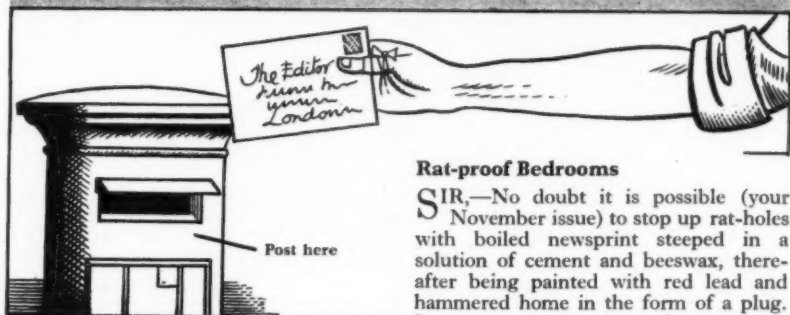 The Editor
London
Post here
Rat-proof Bedrooms
SIR,—No doubt it is possible (your
November issue) to stop up rat-holes
with boiled newsprint steeped in a
solution of cement and beeswax, there-
after being painted with red lead and
hammered home in the form of a plug.